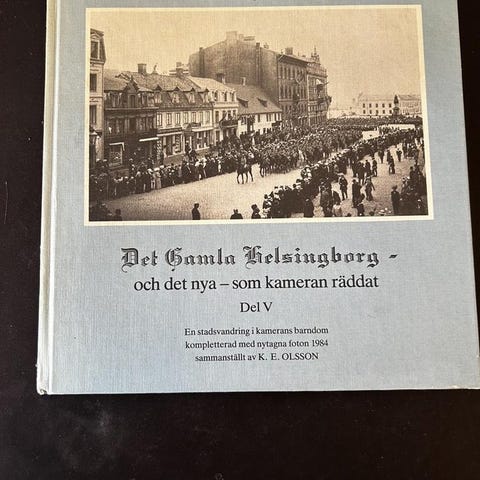 Det Gamla Helsingborg -
och det nya – som kameran räddat
Del V
En stadsvandring i kamerans barndom
kompletterad med nytagna foton 1984
sammanställt av K. E. OLSSON